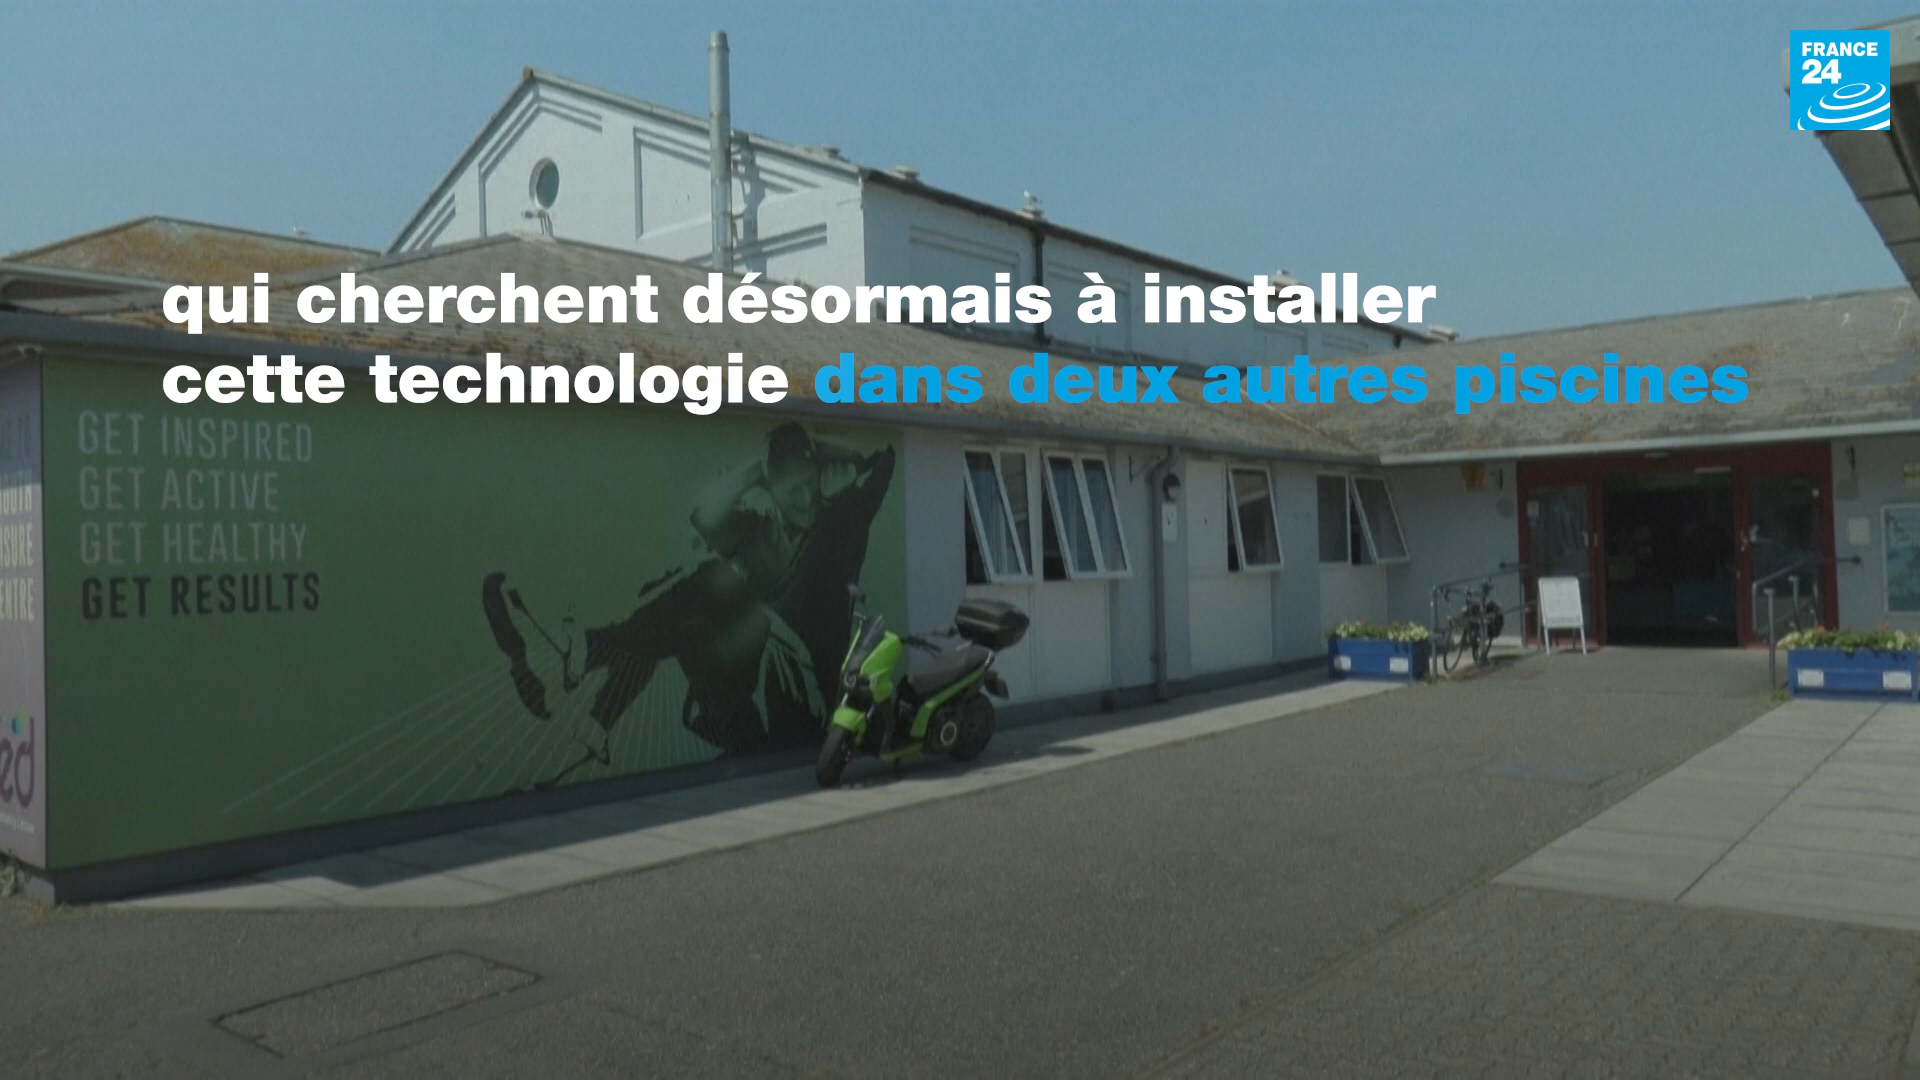 FRANCE
24
qui cherchent désormais à installer
cette technologie dans deux autres piscines
GET INSPIRED
GET ACTIVE
GET HEALTHY
GET RESULTS